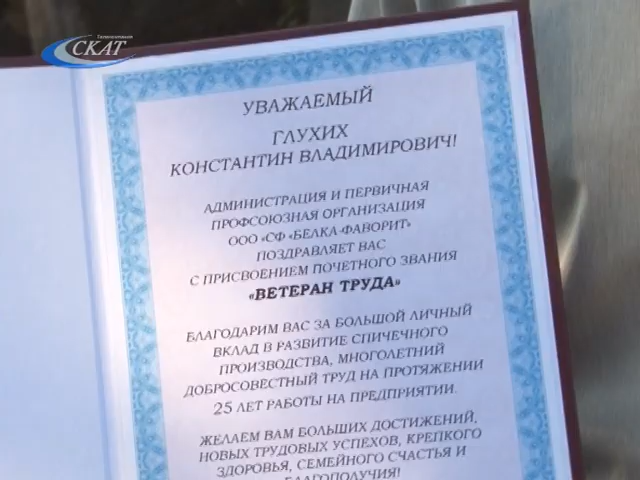 Телекомпания
СКАТ
УВАЖАЕМЫЙ
ГЛУХИХ
КОНСТАНТИН ВЛАДИМИРОВИЧ!
АДМИНИСТРАЦИЯ И ПЕРВИЧНАЯ
ПРОФСОЮЗНАЯ ОРГАНИЗАЦИЯ
ООО «СФ «БЕЛКА-ФАВОРИТ»
ПОЗДРАВЛЯЕТ ВАС
С ПРИСВОЕНИЕМ ПОЧЕТНОГО ЗВАНИЯ
«ВЕТЕРАН ТРУДА»
БЛАГОДАРИМ ВАС ЗА БОЛЬШОЙ ЛИЧНЫЙ
ВКЛАД В РАЗВИТИЕ СПИЧЕЧНОГО
ПРОИЗВОДСТВА, МНОГОЛЕТНИЙ
ДОБРОСОВЕСТНЫЙ ТРУД НА ПРОТЯЖЕНИИ
25 ЛЕТ РАБОТЫ НА ПРЕДПРИЯТИИ.
ЖЕЛАЕМ ВАМ БОЛЬШИХ ДОСТИЖЕНИЙ,
НОВЫХ ТРУДОВЫХ УСПЕХОВ, КРЕПКОГО
ЗДОРОВЬЯ, СЕМЕЙНОГО СЧАСТЬЯ И
БЛАГОПОЛУЧИЯ!